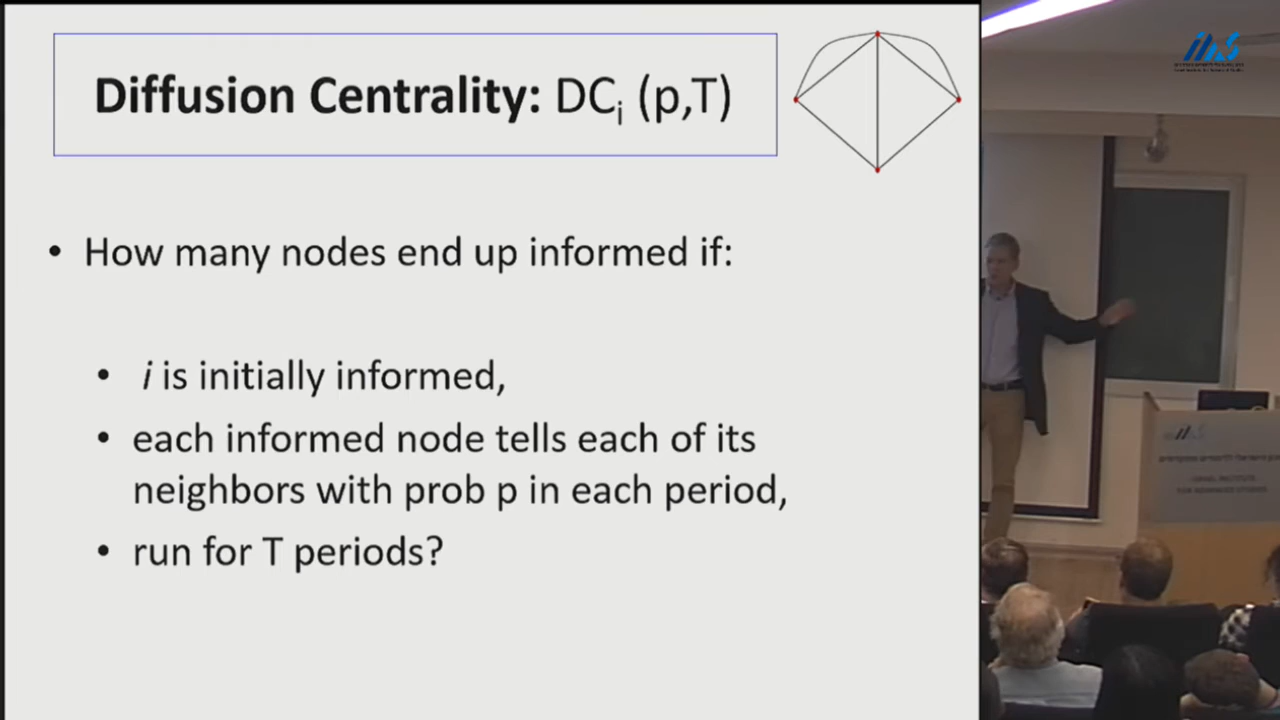 Diffusion Centrality: DCi (p,T)
• How many nodes end up informed if:
• i is initially informed,
• each informed node tells each of its
neighbors with prob p in each period,
• run for T periods?